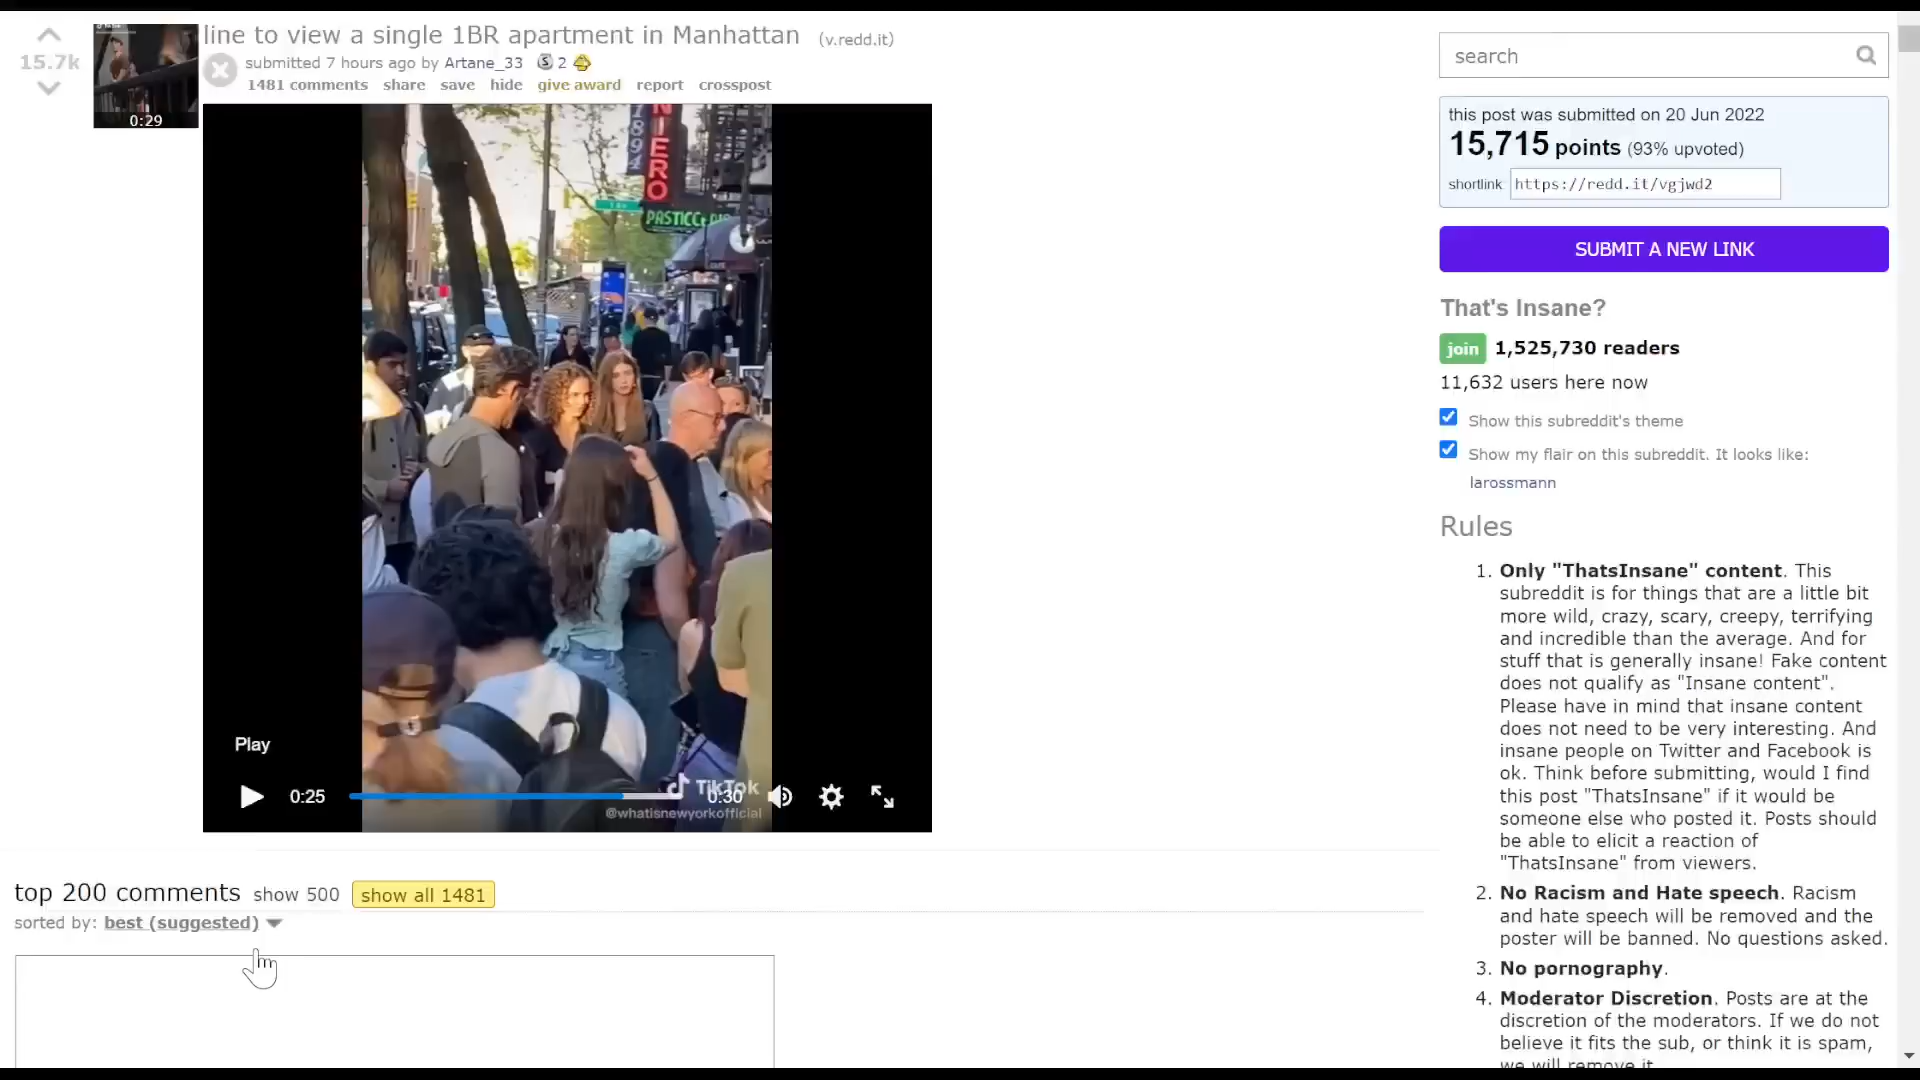 line to view a single 1BR apartment in Manhattan (v.redd.it)
15.7k
submitted 7 hours ago by Artane_33 2
1481 comments share save hide give award report crosspost
0:29
1894
NIERO
PASTICC
Play
0:25
0:30
TikTok
@whatisnewyorkofficial
top 200 comments show 500 show all 1481
sorted by: best (suggested)
search
this post was submitted on 20 Jun 2022
15,715 points (93% upvoted)
shortlink: https://redd.it/vgjwd2
SUBMIT A NEW LINK
That's Insane?
join 1,525,730 readers
11,632 users here now
Show this subreddit's theme
Show my flair on this subreddit. It looks like:
larossmann
Rules
1. Only "ThatsInsane" content. This
subreddit is for things that are a little bit
more wild, crazy, scary, creepy, terrifying
and incredible than the average. And for
stuff that is generally insane! Fake content
does not qualify as "Insane content".
Please have in mind that insane content
does not need to be very interesting. And
insane people on Twitter and Facebook is
ok. Think before submitting, would I find
this post "ThatsInsane" if it would be
someone else who posted it. Posts should
be able to elicit a reaction of
"ThatsInsane" from viewers.
2. No Racism and Hate speech. Racism
and hate speech will be removed and the
poster will be banned. No questions asked.
3. No pornography.
4. Moderator Discretion. Posts are at the
discretion of the moderators. If we do not
believe it fits the sub, or think it is spam,
we will remove it.